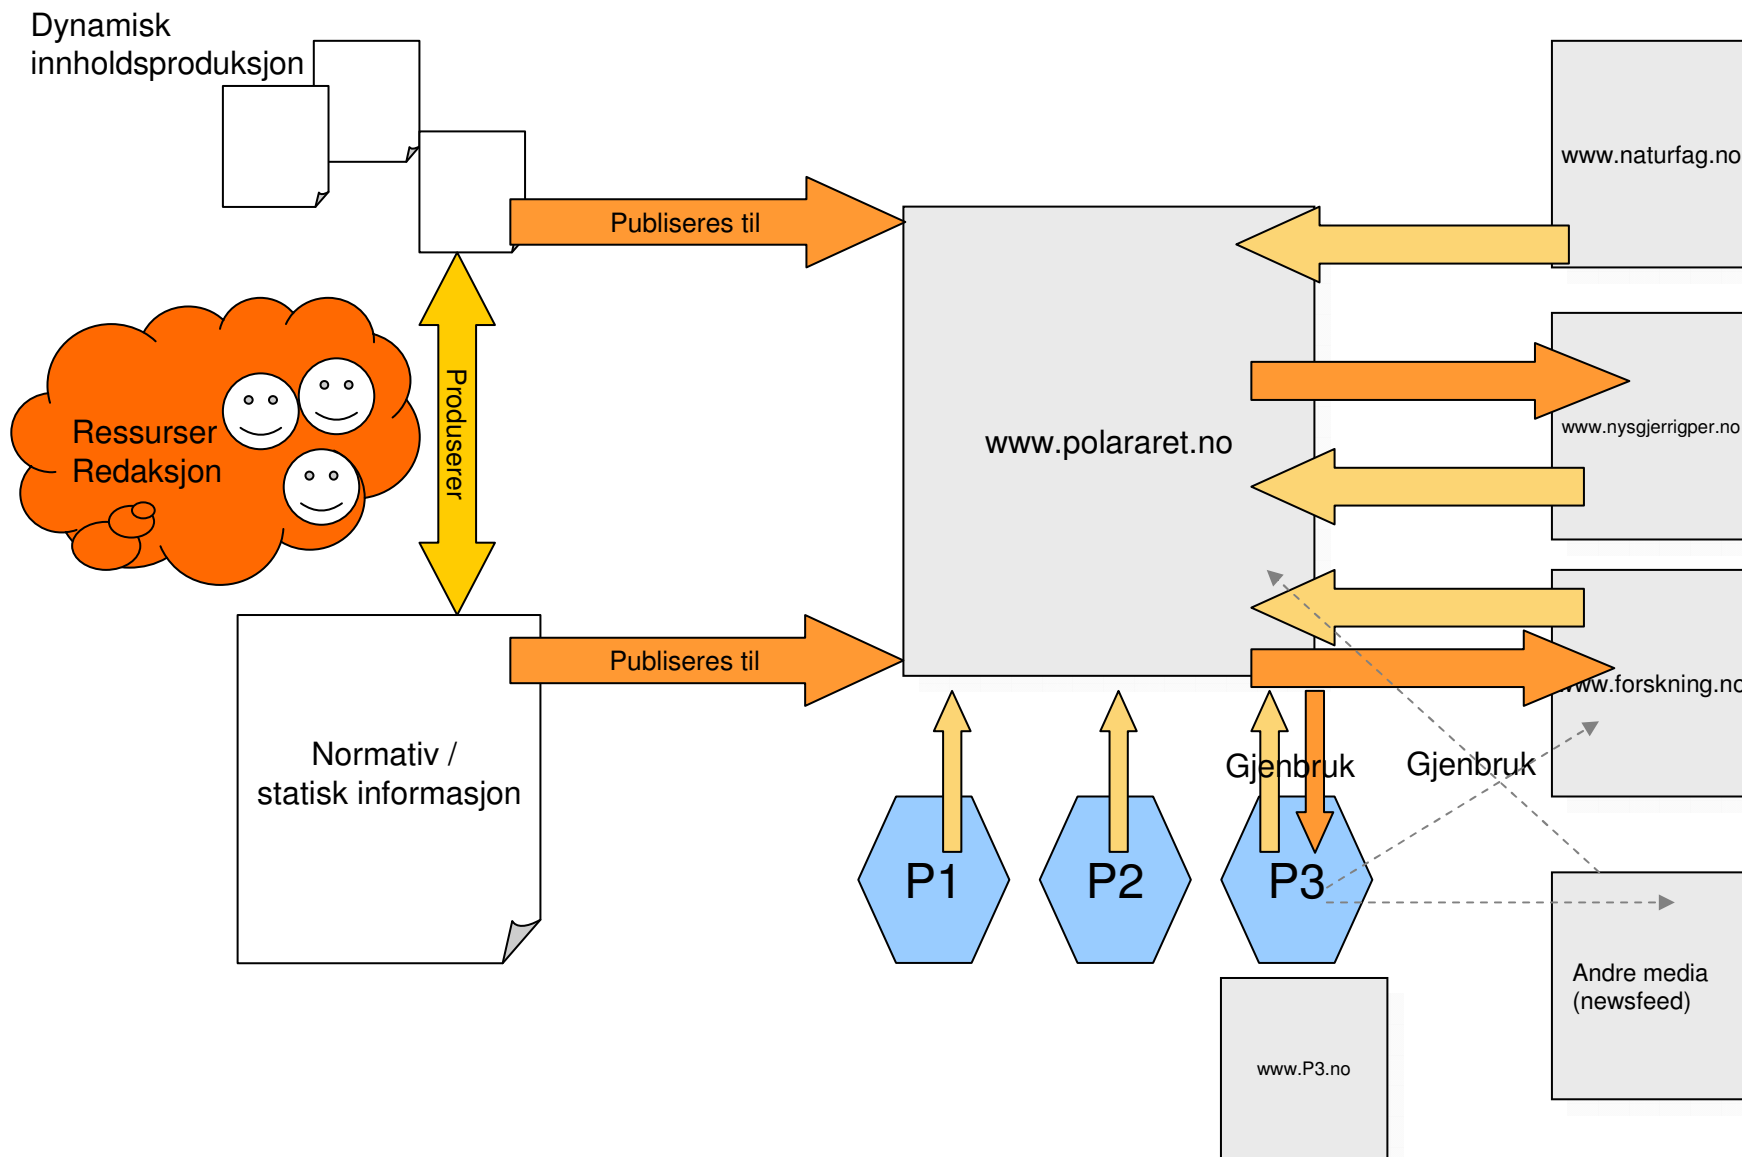 Dynamisk
innholdsproduksjon
www.naturfag.no
Publiseres til
Produserer
Ressurser
Redaksjon
www.polararet.no
www.nysgjerrigper.no
Publiseres til
www.forskning.no
Normativ /
statisk informasjon
Gjenbruk
Gjenbruk
P1
P2
P3
Andre media
(newsfeed)
www.P3.no